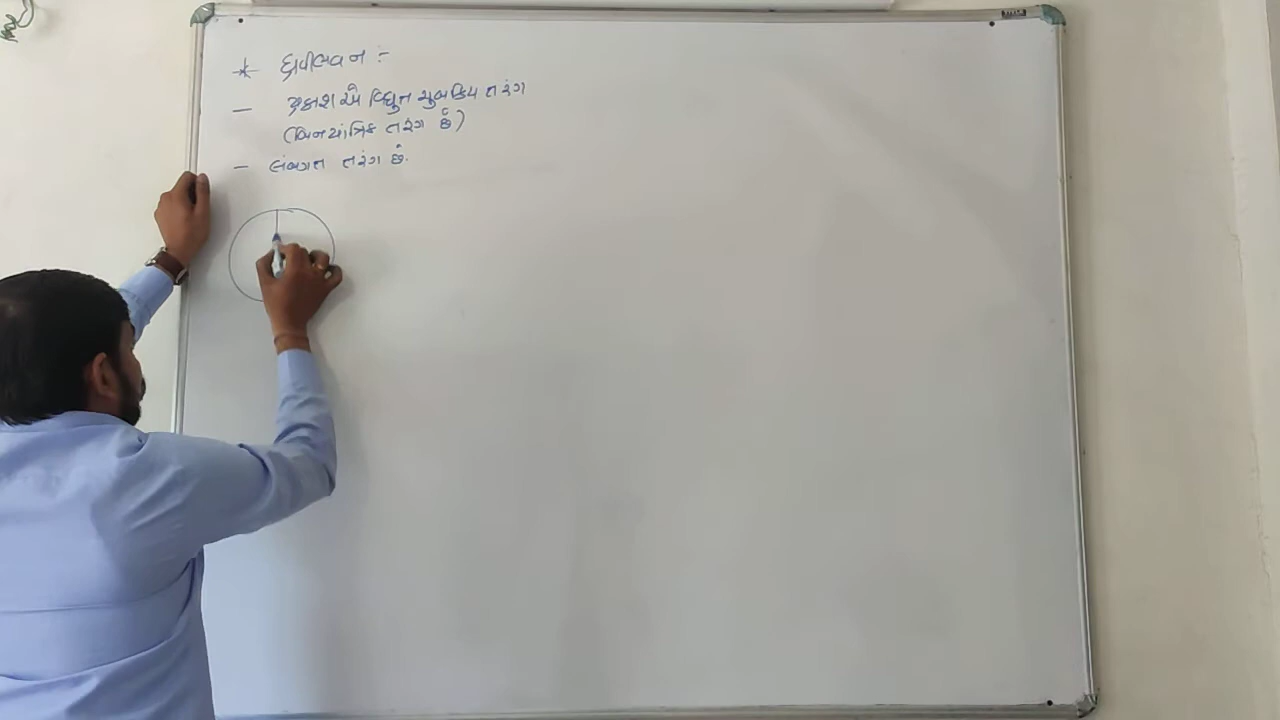 * ધ્રુવીભવન :-
- પ્રકાશ એ વિદ્યુત ચુંબકિય તરંગ
(બિનયાંત્રિક તરંગ છે)
- લંબગત તરંગ છે.